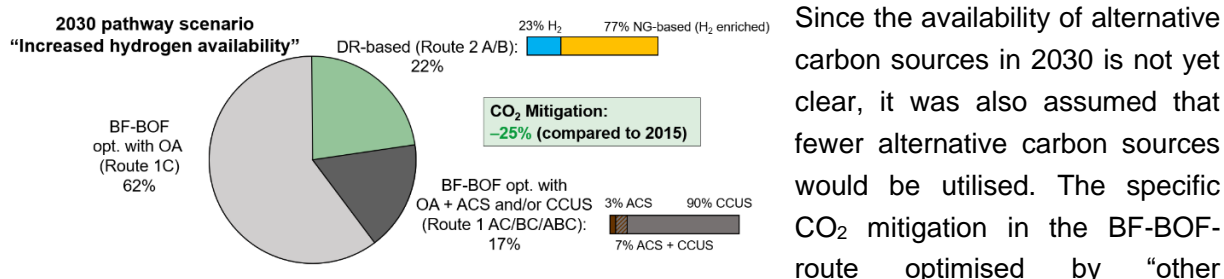 2030 pathway scenario
“Increased hydrogen availability”
DR-based (Route 2 A/B):
22%
23% H₂
77% NG-based (H₂ enriched)
CO₂ Mitigation:
–25% (compared to 2015)
BF-BOF
opt. with OA
(Route 1C)
62%
BF-BOF opt. with
OA + ACS and/or CCUS
(Route 1 AC/BC/ABC):
17%
3% ACS
90% CCUS
7% ACS + CCUS
Since the availability of alternative
carbon sources in 2030 is not yet
clear, it was also assumed that
fewer alternative carbon sources
would be utilised. The specific
CO₂ mitigation in the BF-BOF-
route optimised by “other